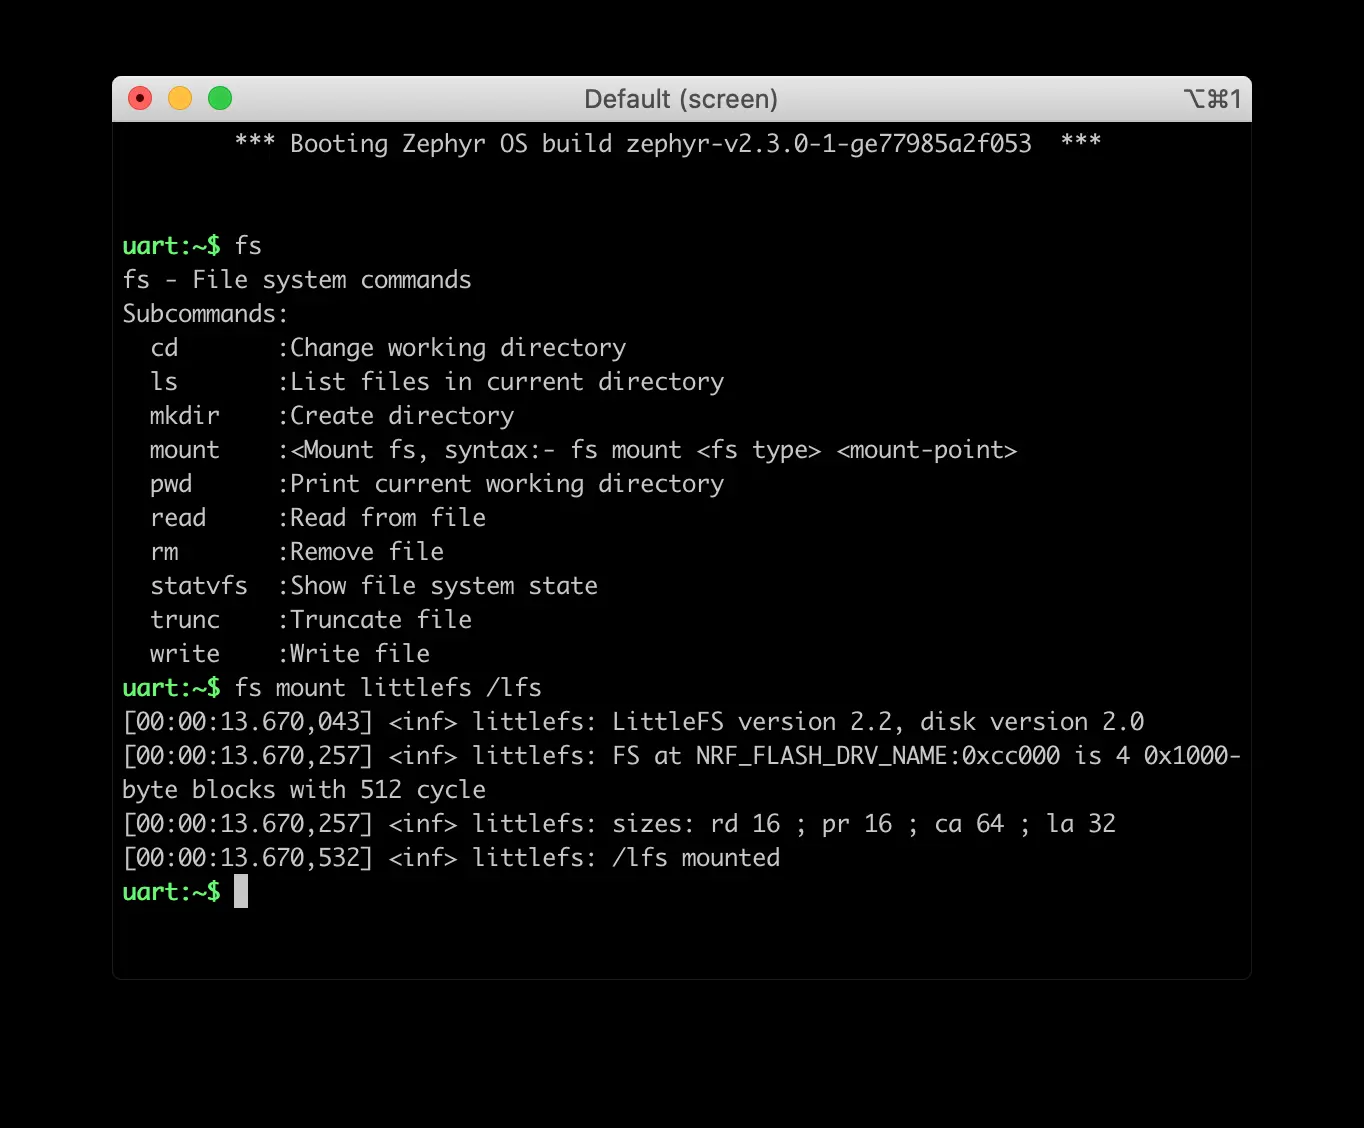 Default (screen)
⌥⌘1
*** Booting Zephyr OS build zephyr-v2.3.0-1-ge77985a2f053  ***
uart:~$ fs
fs - File system commands
Subcommands:
  cd       :Change working directory
  ls       :List files in current directory
  mkdir    :Create directory
  mount    :<Mount fs, syntax:- fs mount <fs type> <mount-point>
  pwd      :Print current working directory
  read     :Read from file
  rm       :Remove file
  statvfs  :Show file system state
  trunc    :Truncate file
  write    :Write file
uart:~$ fs mount littlefs /lfs
[00:00:13.670,043] <inf> littlefs: LittleFS version 2.2, disk version 2.0
[00:00:13.670,257] <inf> littlefs: FS at NRF_FLASH_DRV_NAME:0xcc000 is 4 0x1000-
byte blocks with 512 cycle
[00:00:13.670,257] <inf> littlefs: sizes: rd 16 ; pr 16 ; ca 64 ; la 32
[00:00:13.670,532] <inf> littlefs: /lfs mounted
uart:~$